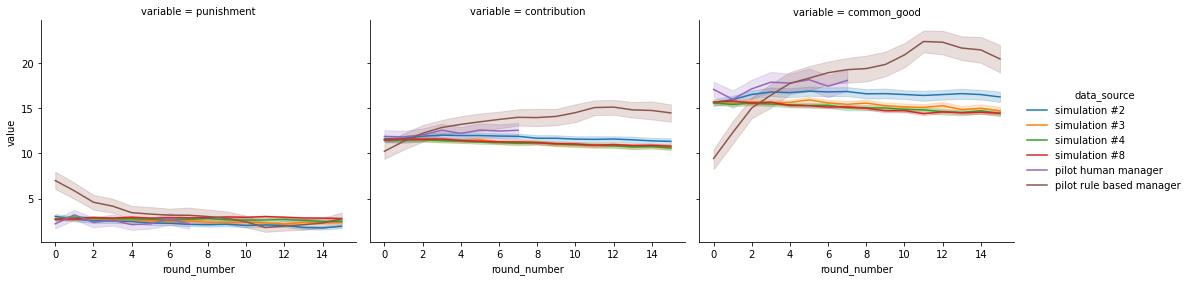 variable = punishment
variable = contribution
variable = common_good
value
20
15
10
5
0 2 4 6 8 10 12 14
0 2 4 6 8 10 12 14
0 2 4 6 8 10 12 14
round_number
round_number
round_number
data_source
simulation #2
simulation #3
simulation #4
simulation #8
pilot human manager
pilot rule based manager